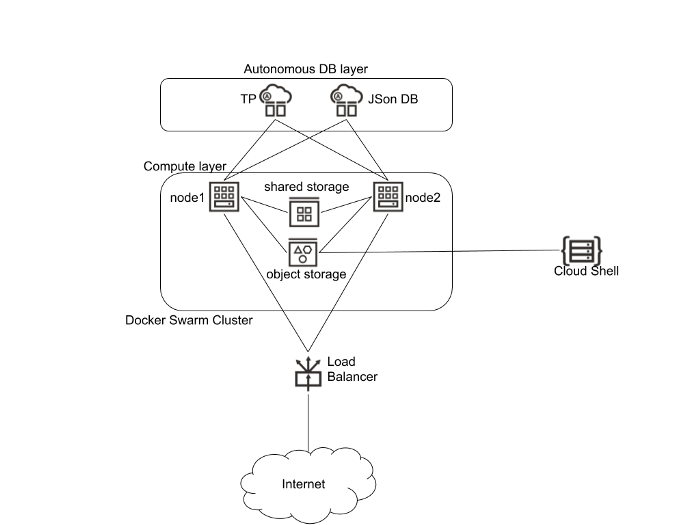 Autonomous DB layer
TP
JSon DB
Compute layer
shared storage
node1
node2
object storage
Cloud Shell
Docker Swarm Cluster
Load
Balancer
Internet